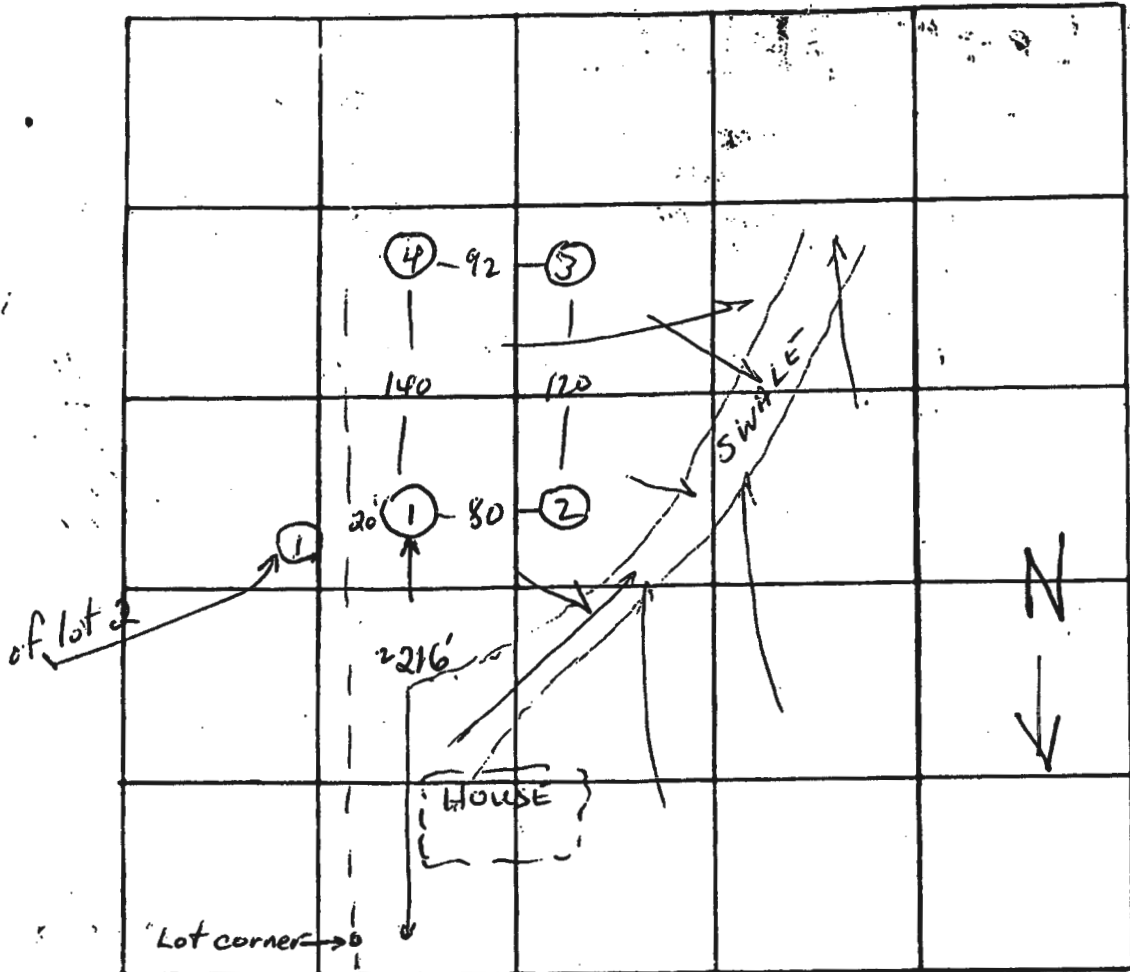 4 92 3
140 120
SWALE
20' 1 80 2
1
of lot 2
N
~216'
HOUSE
Lot corner